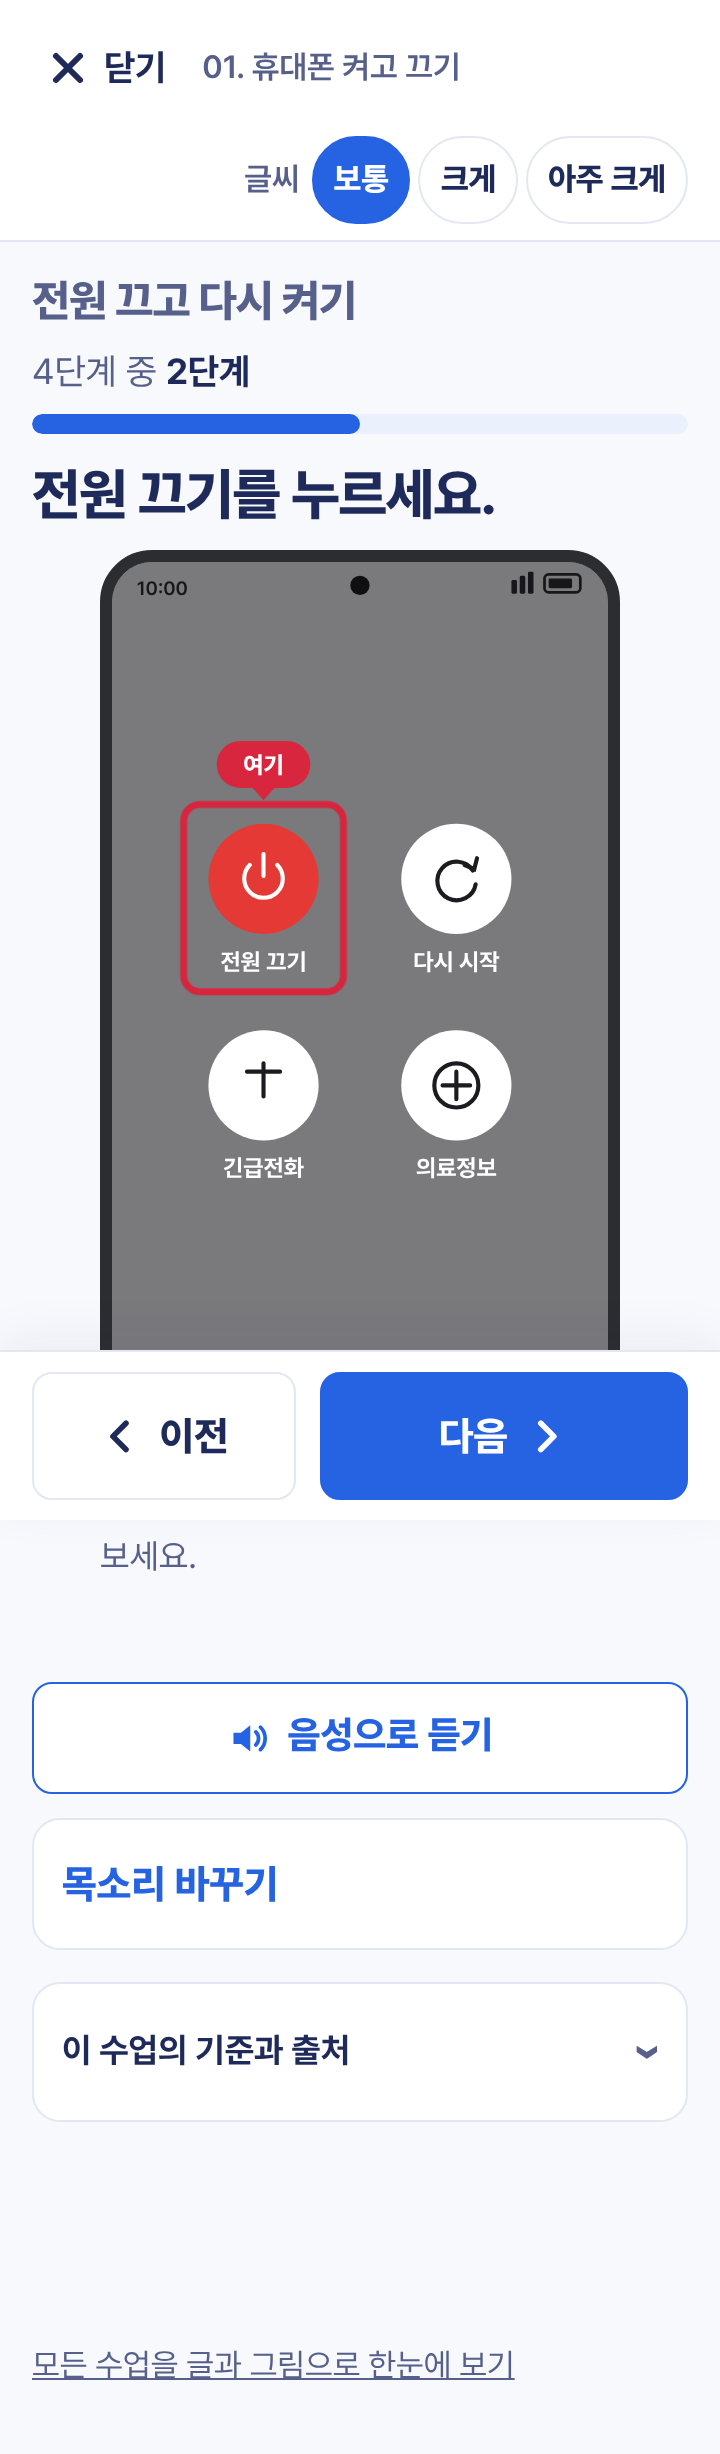 닫기 01. 휴대폰 켜고 끄기
글씨 보통 크게 아주 크게
전원 끄고 다시 켜기
4단계 중 2단계
전원 끄기를 누르세요.
10:00
여기
전원 끄기 다시 시작
긴급전화 의료정보
이전 다음
보세요.
음성으로 듣기
목소리 바꾸기
이 수업의 기준과 출처
모든 수업을 글과 그림으로 한눈에 보기